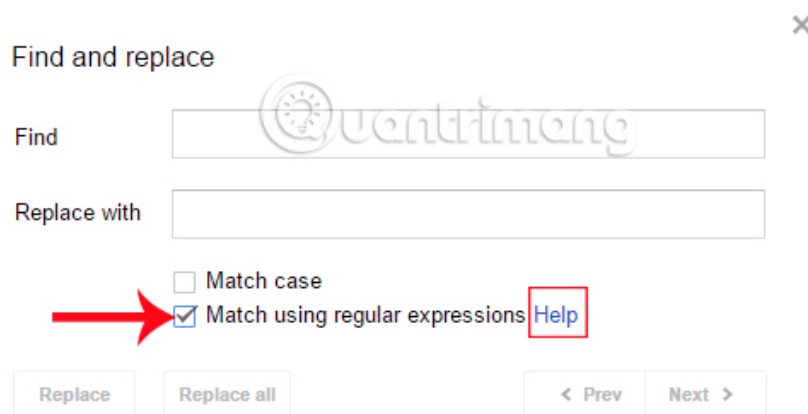 Find and replace
Quantrimang
Find
Replace with
Match case
Match using regular expressions Help
Replace Replace all Prev Next